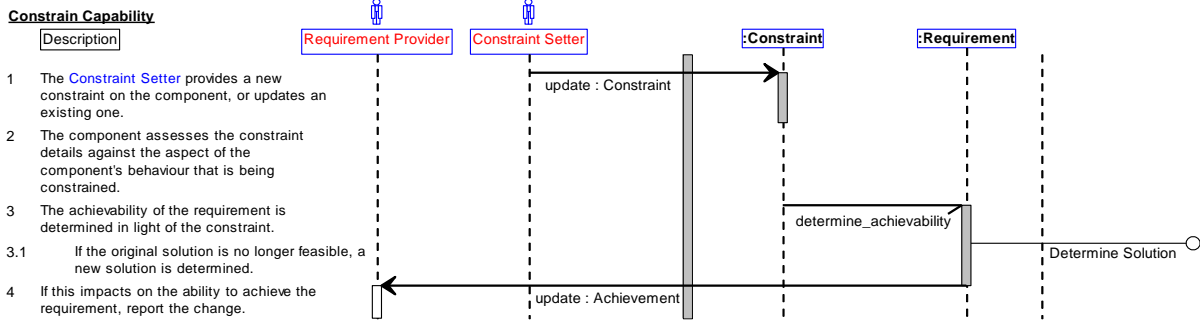 Constrain Capability
Description
Requirement Provider
Constraint Setter
:Constraint
:Requirement
1 The Constraint Setter provides a new
constraint on the component, or updates an
existing one.
update : Constraint
2 The component assesses the constraint
details against the aspect of the
component's behaviour that is being
constrained.
3 The achievability of the requirement is
determined in light of the constraint.
determine_achievability
3.1 If the original solution is no longer feasible, a
new solution is determined.
Determine Solution
4 If this impacts on the ability to achieve the
requirement, report the change.
update : Achievement